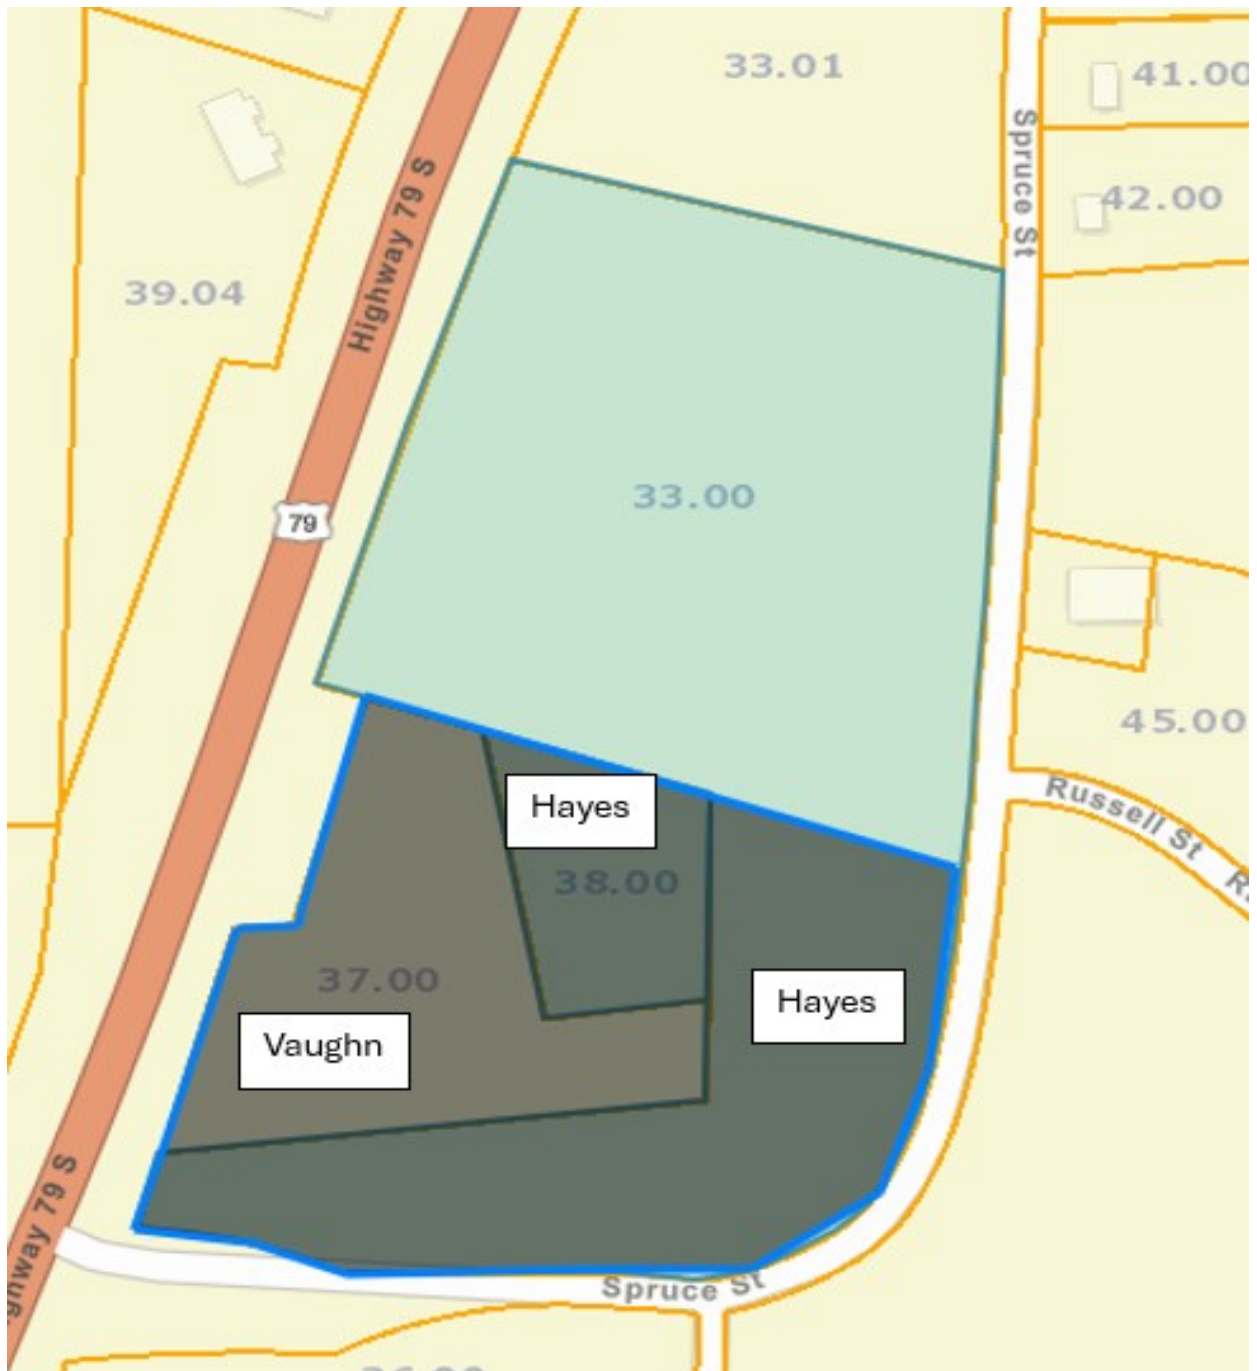 33.01
41.00
Spruce St
42.00
Highway 79 S
39.04
33.00
79
45.00
Russell St
Hayes
38.00
37.00
Hayes
Vaughn
Highway 79 S
Spruce St